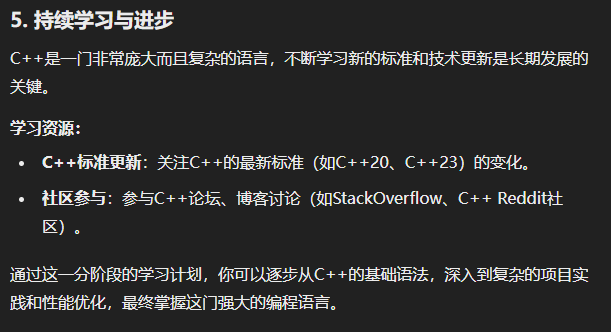 5. 持续学习与进步
C++是一门非常庞大而且复杂的语言，不断学习新的标准和技术更新是长期发展的
关键。
学习资源：
• C++标准更新：关注C++的最新标准（如C++20、C++23）的变化。
• 社区参与：参与C++论坛、博客讨论（如StackOverflow、C++ Reddit社
区）。
通过这一分阶段的学习计划，你可以逐步从C++的基础语法，深入到复杂的项目实
践和性能优化，最终掌握这门强大的编程语言。